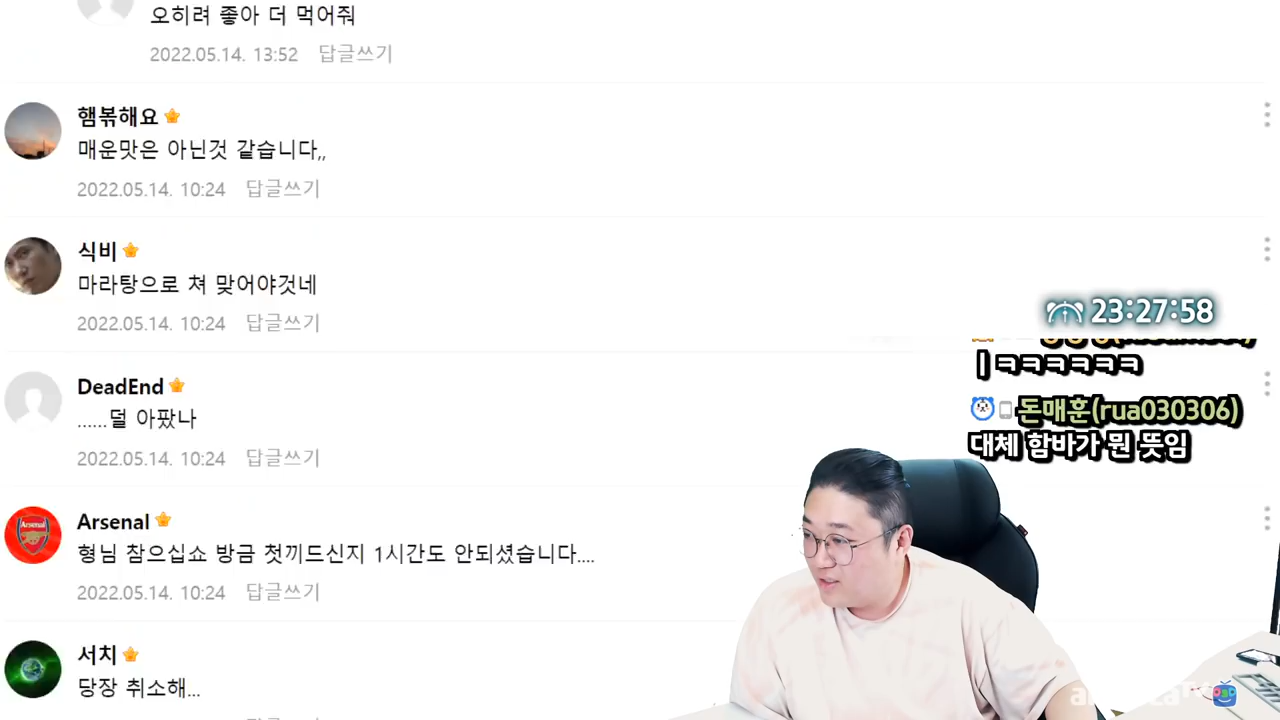 오히려 좋아 더 먹어줘
2022.05.14. 13:52 답글쓰기
햄볶해요
매운맛은 아닌것 같습니다,,
2022.05.14. 10:24 답글쓰기
식비
마라탕으로 쳐 맞어야것네
2022.05.14. 10:24 답글쓰기
23:27:58
ㅣㅋㅋㅋㅋㅋㅋ
DeadEnd
......덜 아팠나
2022.05.14. 10:24 답글쓰기
돈매훈(rua030306)
대체 함바가 뭔 뜻임
Arsenal
Arsenal
형님 참으십쇼 방금 첫끼드신지 1시간도 안되셨습니다....
2022.05.14. 10:24 답글쓰기
서치
당장 취소해...